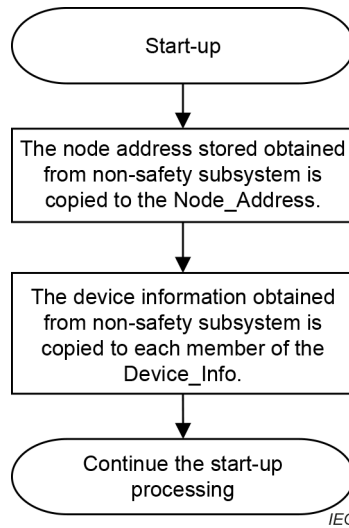 Start-up
The node address stored obtained
from non-safety subsystem is
copied to the Node_Address.
The device information obtained
from non-safety subsystem is
copied to each member of the
Device_Info.
Continue the start-up
processing
IEC